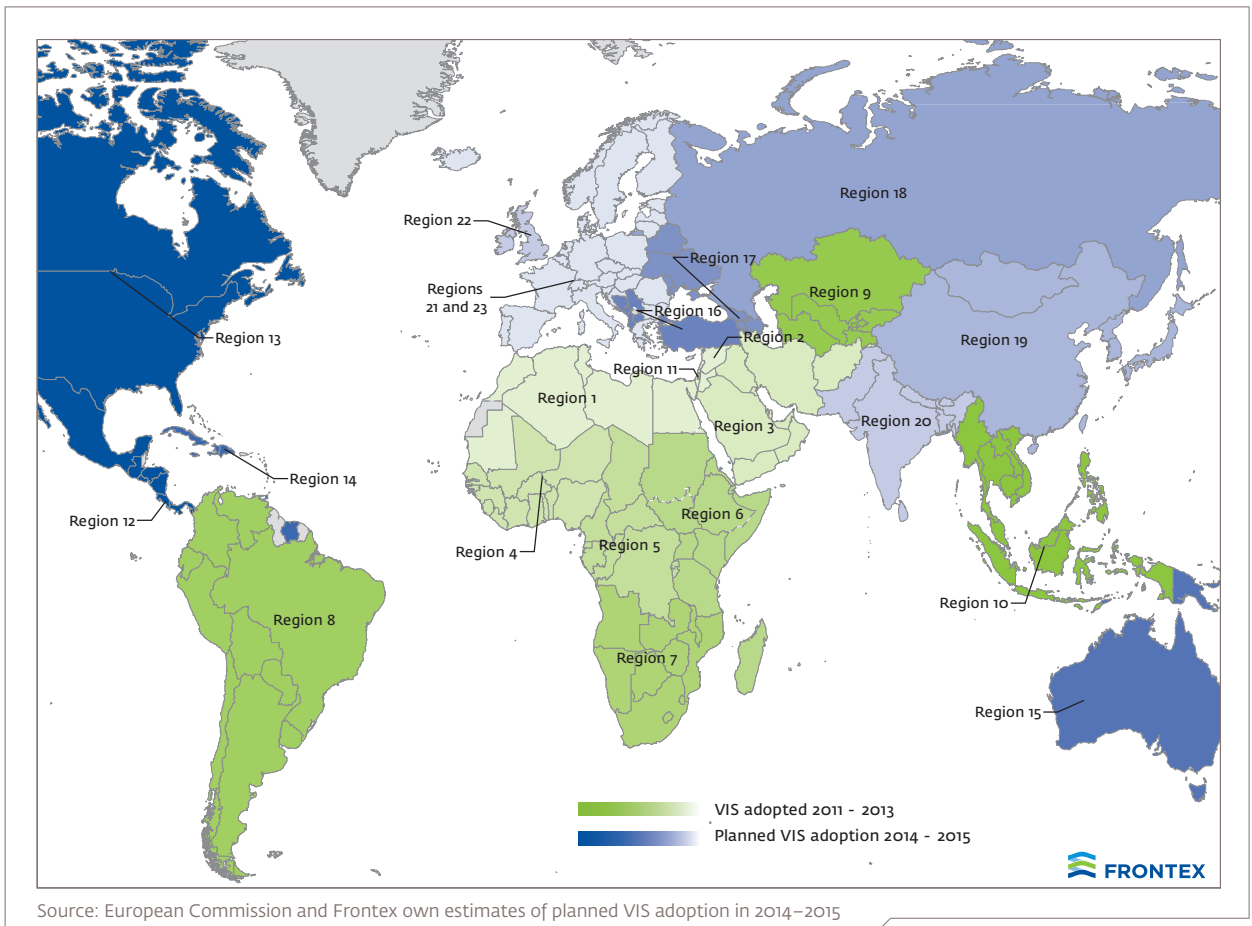 Region 18
Region 22
Region 17
Regions
21 and 23
Region 9
Region 16
Region 13
Region 2
Region 19
Region 11
Region 1
Region 3
Region 20
Region 14
Region 12
Region 6
Region 4
Region 5
Region 10
Region 8
Region 7
Region 15
VIS adopted 2011 - 2013
Planned VIS adoption 2014 - 2015
FRONTEX
Source: European Commission and Frontex own estimates of planned VIS adoption in 2014–2015